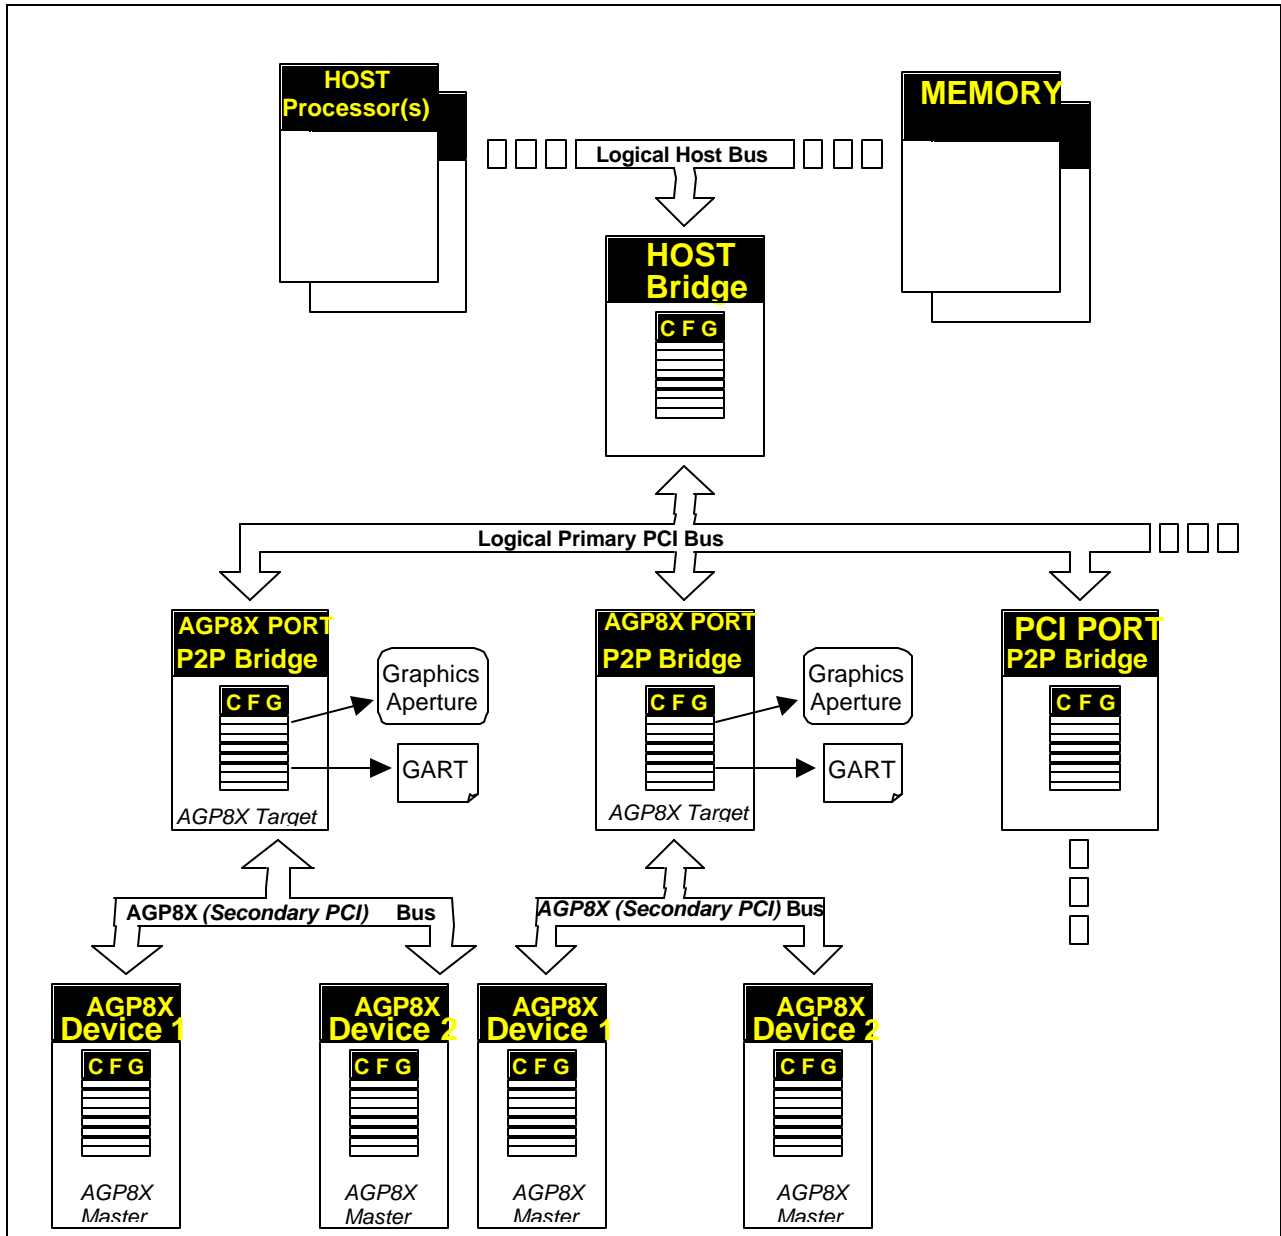 HOST
Processor(s)
MEMORY
Logical Host Bus
HOST
Bridge
C F G
Logical Primary PCI Bus
AGP8X PORT
P2P Bridge
C F G
Graphics
Aperture
GART
AGP8X Target
AGP8X PORT
P2P Bridge
C F G
Graphics
Aperture
GART
AGP8X Target
PCI PORT
P2P Bridge
C F G
AGP8X (Secondary PCI) Bus
AGP8X (Secondary PCI) Bus
AGP8X
Device 1
C F G
AGP8X
Master
AGP8X
Device 2
C F G
AGP8X
Master
AGP8X
Device 1
C F G
AGP8X
Master
AGP8X
Device 2
C F G
AGP8X
Master